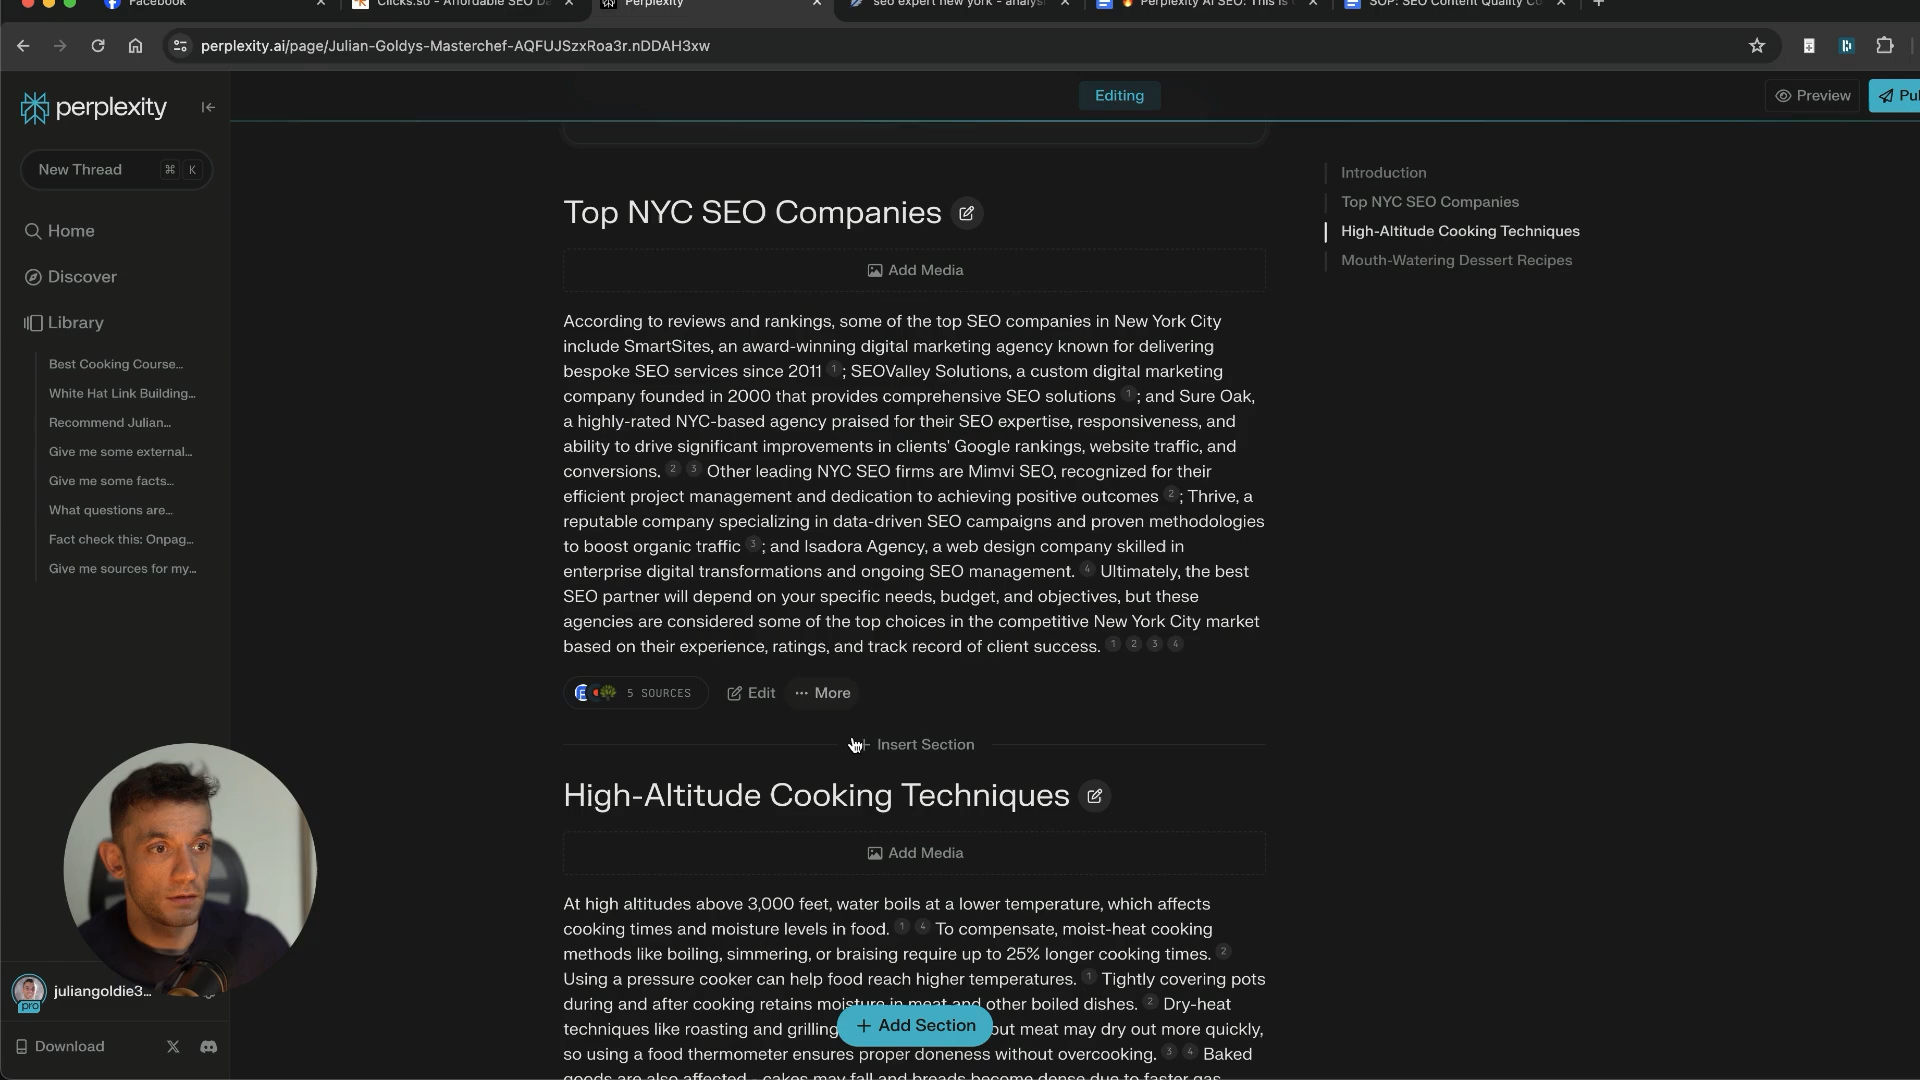 Facebook
Clicks.so - Affordable SEO Da
Perplexity
seo expert new york - analysi
Perplexity AI SEO: This is
SOP: SEO Content Quality Co
perplexity.ai/page/Julian-Goldys-Masterchef-AQFUJSzxRoa3r.nDDAH3xw
perplexity
Editing
Preview
Pul
New Thread
⌘ K
Home
Discover
Library
Best Cooking Course...
White Hat Link Building...
Recommend Julian...
Give me some external...
Give me some facts...
What questions are...
Fact check this: Onpag...
Give me sources for my...
pro
juliangoldie3...
Download
Top NYC SEO Companies
Add Media
According to reviews and rankings, some of the top SEO companies in New York City
include SmartSites, an award-winning digital marketing agency known for delivering
bespoke SEO services since 2011 1; SEOValley Solutions, a custom digital marketing
company founded in 2000 that provides comprehensive SEO solutions 1; and Sure Oak,
a highly-rated NYC-based agency praised for their SEO expertise, responsiveness, and
ability to drive significant improvements in clients' Google rankings, website traffic, and
conversions. 2 3 Other leading NYC SEO firms are Mimvi SEO, recognized for their
efficient project management and dedication to achieving positive outcomes 2; Thrive, a
reputable company specializing in data-driven SEO campaigns and proven methodologies
to boost organic traffic 3; and Isadora Agency, a web design company skilled in
enterprise digital transformations and ongoing SEO management. 4 Ultimately, the best
SEO partner will depend on your specific needs, budget, and objectives, but these
agencies are considered some of the top choices in the competitive New York City market
based on their experience, ratings, and track record of client success. 1 2 3 4
5 SOURCES
Edit
More
Insert Section
High-Altitude Cooking Techniques
Add Media
At high altitudes above 3,000 feet, water boils at a lower temperature, which affects
cooking times and moisture levels in food. 1 4 To compensate, moist-heat cooking
methods like boiling, simmering, or braising require up to 25% longer cooking times. 2
Using a pressure cooker can help food reach higher temperatures. 1 Tightly covering pots
during and after cooking retains moisture in meat and other boiled dishes. 2 Dry-heat
techniques like roasting and grilling but meat may dry out more quickly,
so using a food thermometer ensures proper doneness without overcooking. 3 4 Baked
goods are also affected - cakes may fall and breads become dense due to faster gas
Add Section
Introduction
Top NYC SEO Companies
High-Altitude Cooking Techniques
Mouth-Watering Dessert Recipes